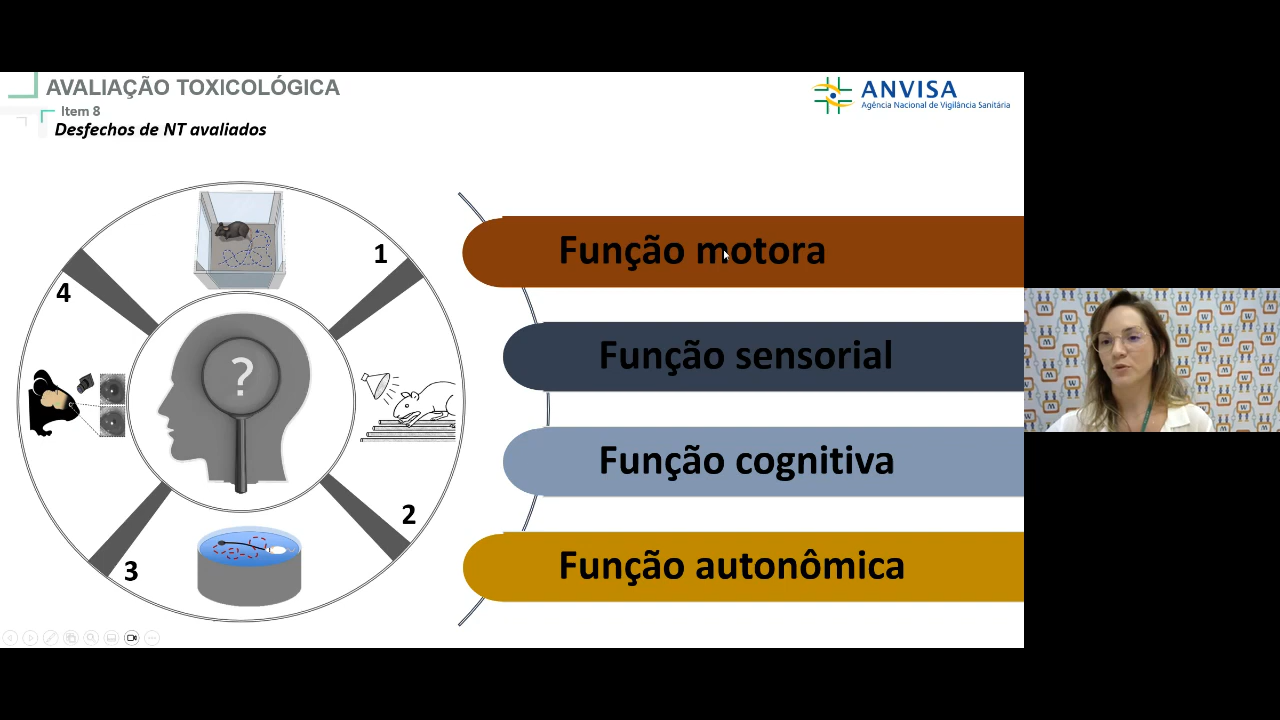 AVALIAÇÃO TOXICOLÓGICA
Item 8
Desfechos de NT avaliados
ANVISA
Agência Nacional de Vigilância Sanitária
1
4
?
2
3
Função motora
Função sensorial
Função cognitiva
Função autonômica